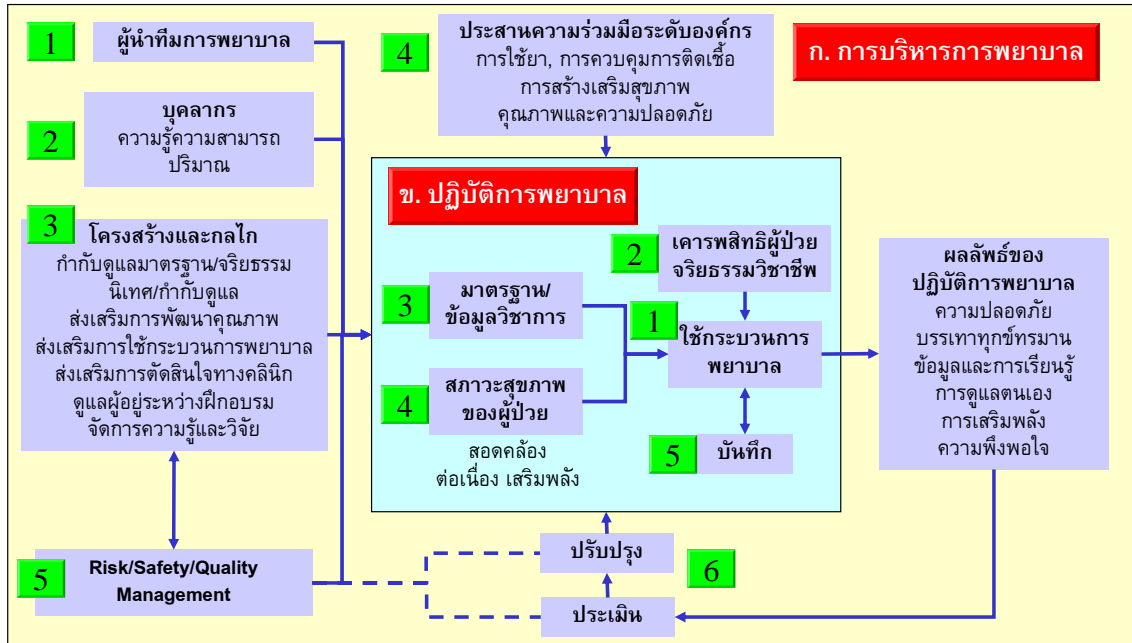 1
ผู้นำทีมการพยาบาล
2
บุคลากร
ความรู้ความสามารถ
ปริมาณ
3
โครงสร้างและกลไก
กำกับดูแลมาตรฐาน/จริยธรรม
นิเทศ/กำกับดูแล
ส่งเสริมการพัฒนาคุณภาพ
ส่งเสริมการใช้กระบวนการพยาบาล
ส่งเสริมการตัดสินใจทางคลินิก
ดูแลผู้อยู่ระหว่างฝึกอบรม
จัดการความรู้และวิจัย
5
Risk/Safety/Quality
Management
4
ประสานความร่วมมือระดับองค์กร
การใช้ยา, การควบคุมการติดเชื้อ
การสร้างเสริมสุขภาพ
คุณภาพและความปลอดภัย
ก. การบริหารการพยาบาล
ข. ปฏิบัติการพยาบาล
2
เคารพสิทธิผู้ป่วย
จริยธรรมวิชาชีพ
3
มาตรฐาน/
ข้อมูลวิชาการ
1
ใช้กระบวนการ
พยาบาล
4
สภาวะสุขภาพ
ของผู้ป่วย
สอดคล้อง
ต่อเนื่อง เสริมพลัง
5
บันทึก
ผลลัพธ์ของ
ปฏิบัติการพยาบาล
ความปลอดภัย
บรรเทาทุกข์ทรมาน
ข้อมูลและการเรียนรู้
การดูแลตนเอง
การเสริมพลัง
ความพึงพอใจ
ปรับปรุง
6
ประเมิน